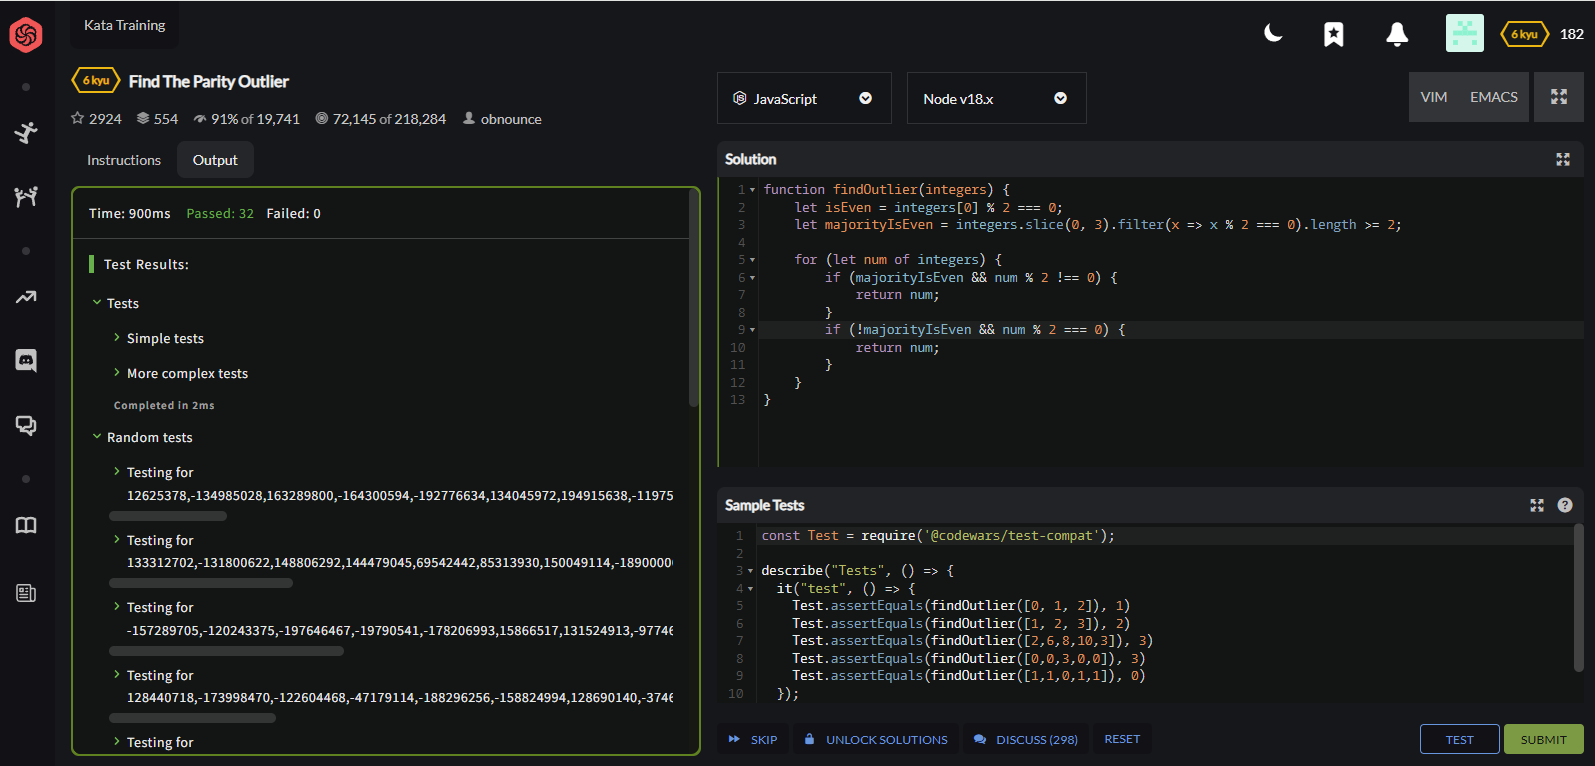 Kata Training
6 kyu 182
6 kyu Find The Parity Outlier
2924 554 91% of 19,741 72,145 of 218,284 obnounce
Instructions Output
Time: 900ms Passed: 32 Failed: 0
Test Results:
Tests
Simple tests
More complex tests
Completed in 2ms
Random tests
Testing for
12625378,-134985028,163289800,-164300594,-192776634,134045972,194915638,-11975
Testing for
133312702,-131800622,148806292,144479045,69542442,85313930,150049114,-1890000
Testing for
-157289705,-120243375,-197646467,-19790541,-178206993,15866517,131524913,-9774
Testing for
128440718,-173998470,-122604468,-47179114,-188296256,-158824994,128690140,-374
Testing for
JS JavaScript Node v18.x VIM EMACS
Solution
1 function findOutlier(integers) {
2 let isEven = integers[0] % 2 === 0;
3 let majorityIsEven = integers.slice(0, 3).filter(x => x % 2 === 0).length >= 2;
4
5 for (let num of integers) {
6 if (majorityIsEven && num % 2 !== 0) {
7 return num;
8 }
9 if (!majorityIsEven && num % 2 === 0) {
10 return num;
11 }
12 }
13 }
Sample Tests ?
1 const Test = require('@codewars/test-compat');
2
3 describe("Tests", () => {
4 it("test", () => {
5 Test.assertEquals(findOutlier([0, 1, 2]), 1)
6 Test.assertEquals(findOutlier([1, 2, 3]), 2)
7 Test.assertEquals(findOutlier([2,6,8,10,3]), 3)
8 Test.assertEquals(findOutlier([0,0,3,0,0]), 3)
9 Test.assertEquals(findOutlier([1,1,0,1,1]), 0)
10 });
SKIP UNLOCK SOLUTIONS DISCUSS (298) RESET TEST SUBMIT